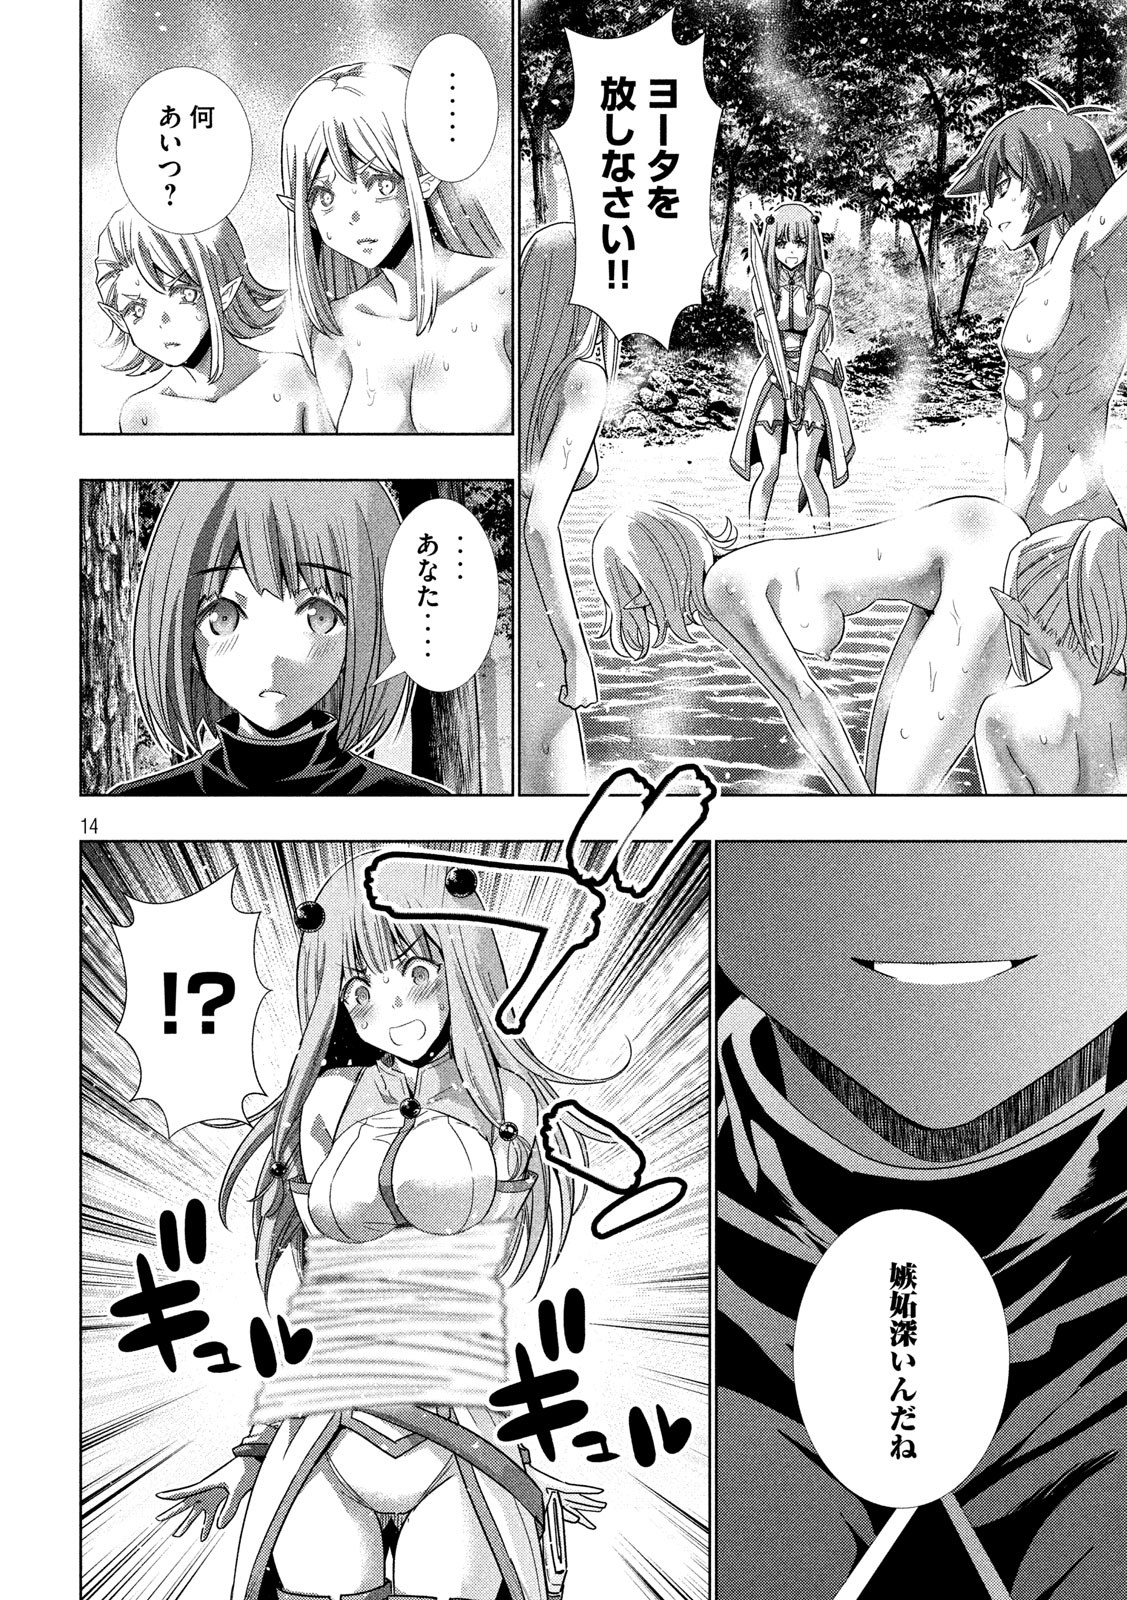 ヨータを
放しなさい!!
・・・・・・
何
あいつ?
・・・・
あなた・・・・
嫉妬深いんだね
!?
ギュル
ギュル
14